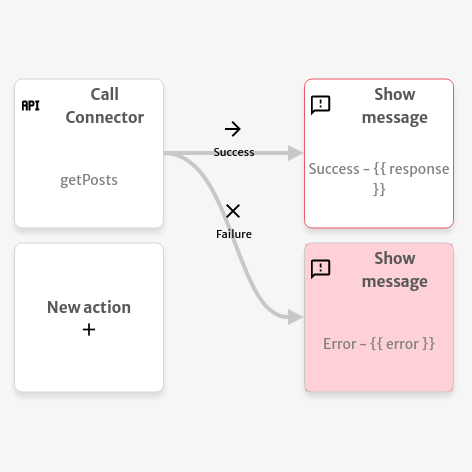 API
Call
Connector
getPosts
Success
Show
message
Success - {{ response
}}
Failure
New action
+
Show
message
Error - {{ error }}